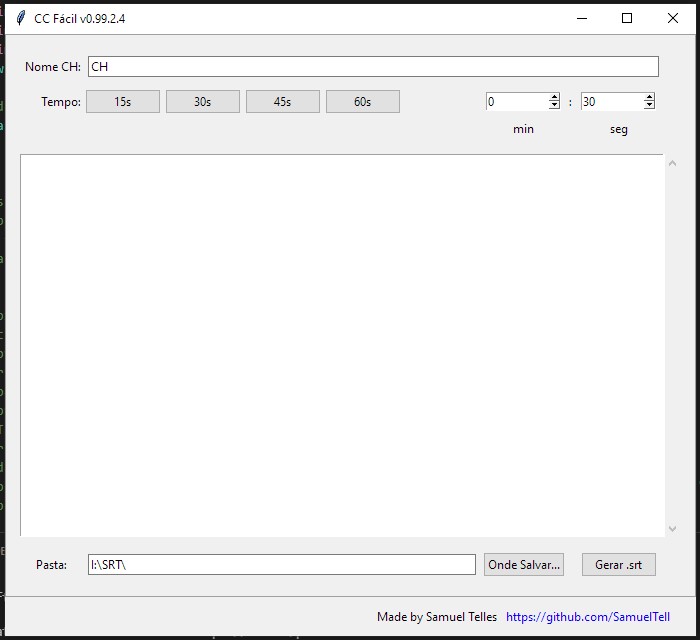 CC Fácil v0.99.2.4
Nome CH: CH
Tempo: 15s 30s 45s 60s 0 : 30
min seg
Pasta: I:\SRT\ Onde Salvar... Gerar .srt
Made by Samuel Telles https://github.com/SamuelTell